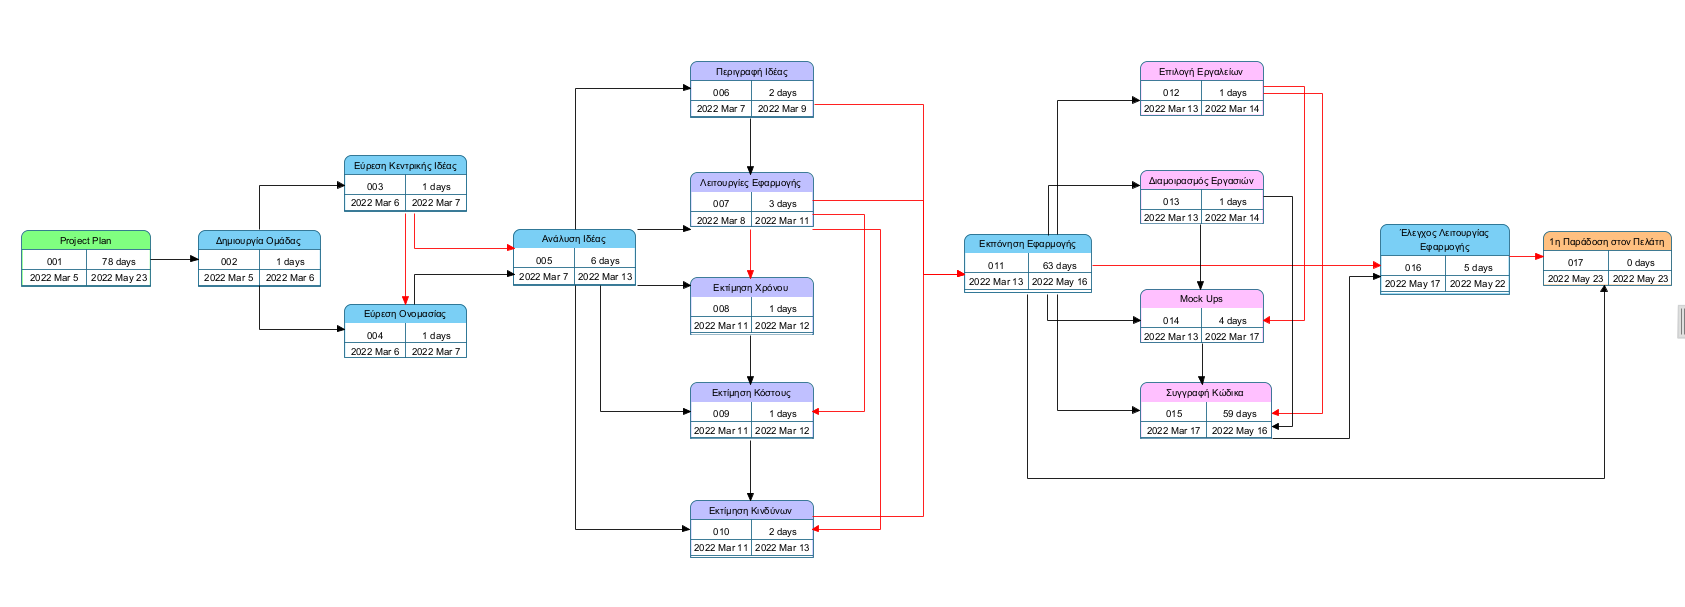 Project Plan
001 78 days
2022 Mar 5 2022 May 23
Δημιουργία Ομάδας
002 1 days
2022 Mar 5 2022 Mar 6
Εύρεση Κεντρικής Ιδέας
003 1 days
2022 Mar 6 2022 Mar 7
Εύρεση Ονομασίας
004 1 days
2022 Mar 6 2022 Mar 7
Ανάλυση Ιδέας
005 6 days
2022 Mar 7 2022 Mar 13
Περιγραφή Ιδέας
006 2 days
2022 Mar 7 2022 Mar 9
Λειτουργίες Εφαρμογής
007 3 days
2022 Mar 8 2022 Mar 11
Εκτίμηση Χρόνου
008 1 days
2022 Mar 11 2022 Mar 12
Εκτίμηση Κόστους
009 1 days
2022 Mar 11 2022 Mar 12
Εκτίμηση Κινδύνων
010 2 days
2022 Mar 11 2022 Mar 13
Εκπόνηση Εφαρμογής
011 63 days
2022 Mar 13 2022 May 16
Επιλογή Εργαλείων
012 1 days
2022 Mar 13 2022 Mar 14
Διαμοιρασμός Εργασιών
013 1 days
2022 Mar 13 2022 Mar 14
Mock Ups
014 4 days
2022 Mar 13 2022 Mar 17
Συγγραφή Κώδικα
015 59 days
2022 Mar 17 2022 May 16
Έλεγχος Λειτουργίας
Εφαρμογής
016 5 days
2022 May 17 2022 May 22
1η Παράδοση στον Πελάτη
017 0 days
2022 May 23 2022 May 23